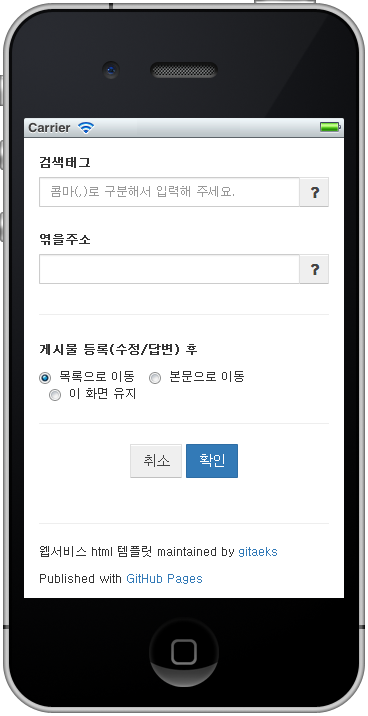 Carrier
검색태그
콤마(,)로 구분해서 입력해 주세요.
?
엮을주소
?
게시물 등록(수정/답변) 후
목록으로 이동 본문으로 이동
이 화면 유지
취소 확인
웹서비스 html 템플릿 maintained by gitaeks
Published with GitHub Pages